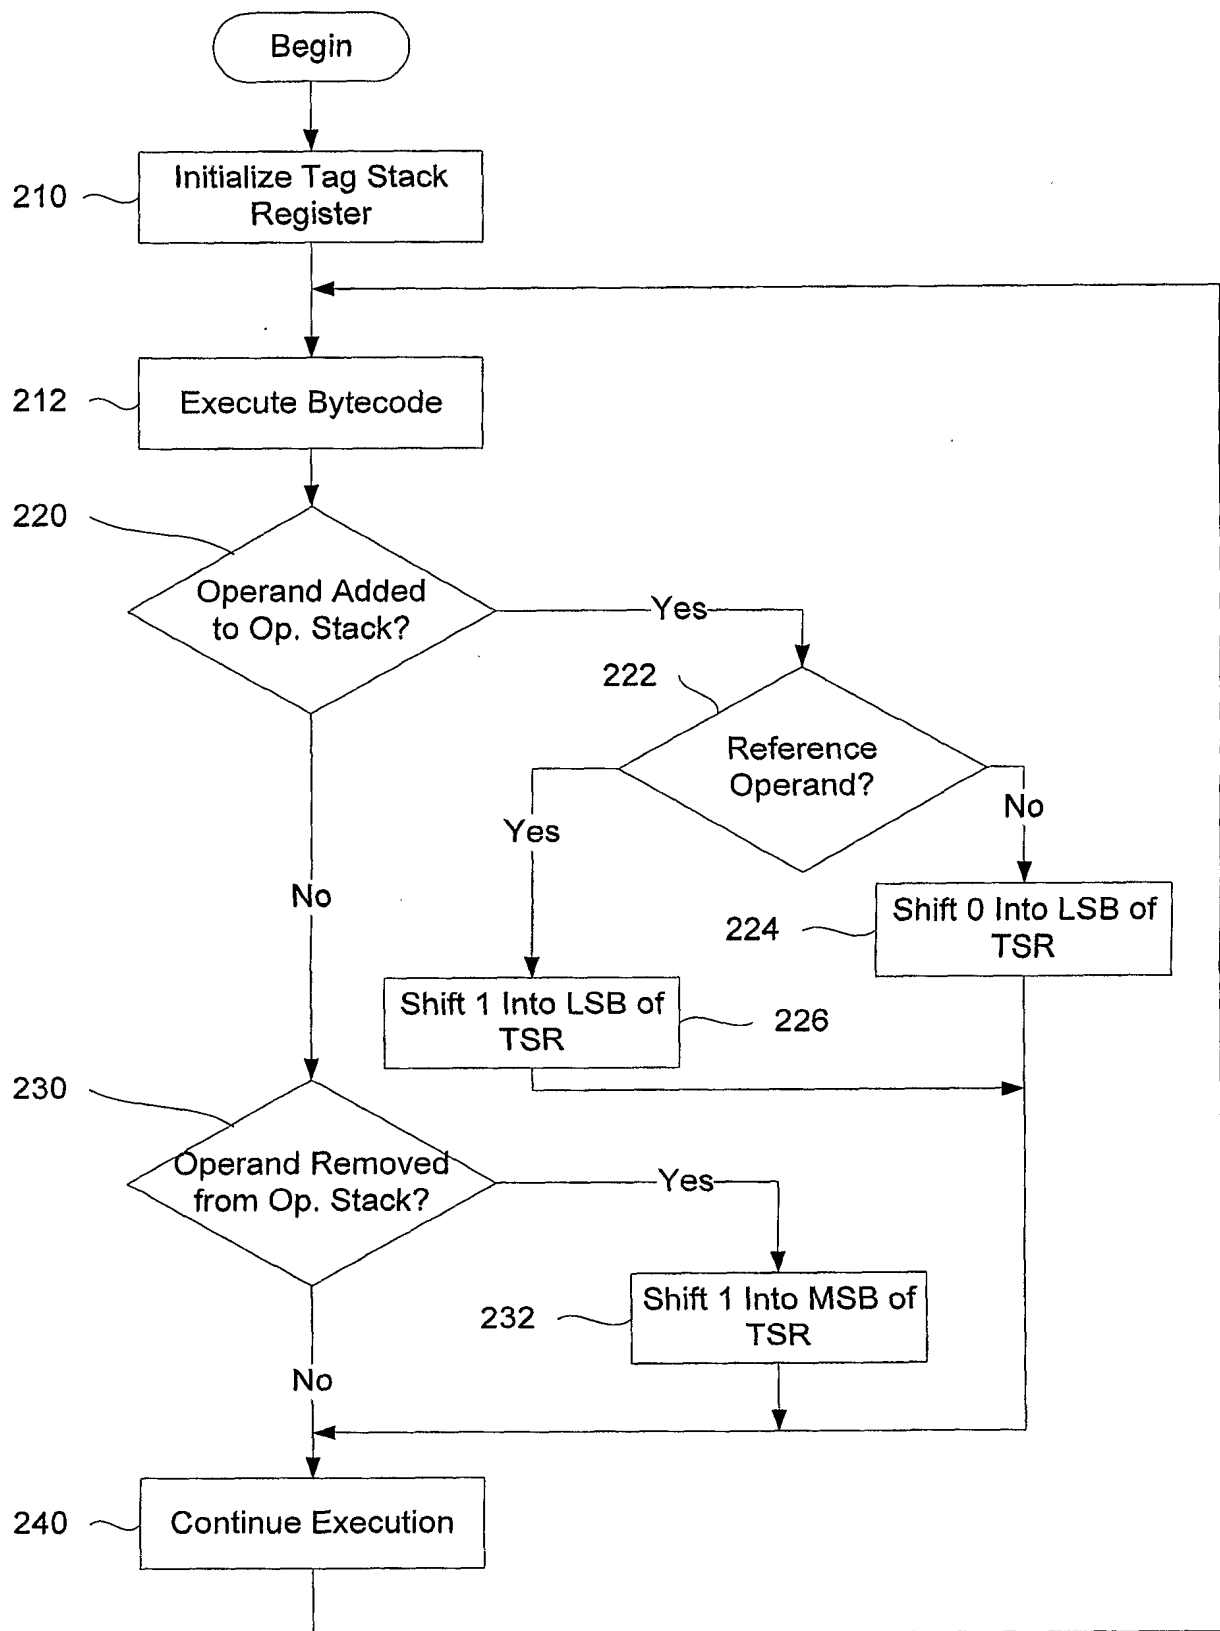 Begin
210
Initialize Tag Stack
Register
212
Execute Bytecode
220
Operand Added
to Op. Stack?
Yes
222
Reference
Operand?
Yes
No
No
224
Shift 0 Into LSB of
TSR
Shift 1 Into LSB of
TSR
226
230
Operand Removed
from Op. Stack?
Yes
232
Shift 1 Into MSB of
TSR
No
240
Continue Execution